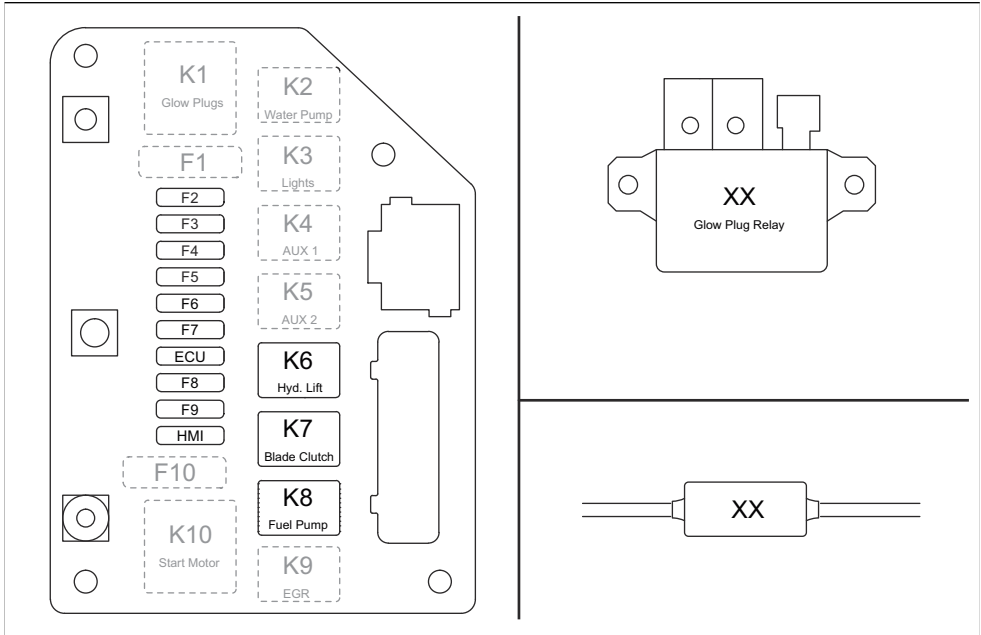 K1
Glow Plugs
K2
Water Pump
F1
K3
Lights
F2
F3
F4
F5
F6
F7
ECU
F8
F9
HMI
K4
AUX 1
K5
AUX 2
K6
Hyd. Lift
K7
Blade Clutch
F10
K8
Fuel Pump
K10
Start Motor
K9
EGR
XX
Glow Plug Relay
XX